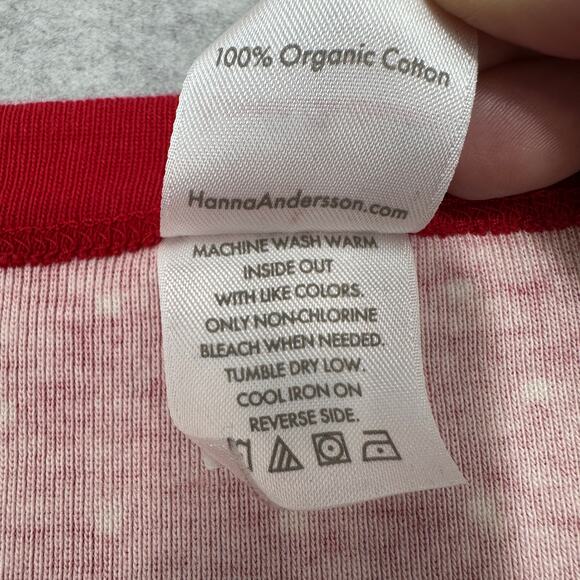 100% Organic Cotton
HannaAndersson.com
MACHINE WASH WARM
INSIDE OUT
WITH LIKE COLORS.
ONLY NON-CHLORINE
BLEACH WHEN NEEDED.
TUMBLE DRY LOW.
COOL IRON ON
REVERSE SIDE.